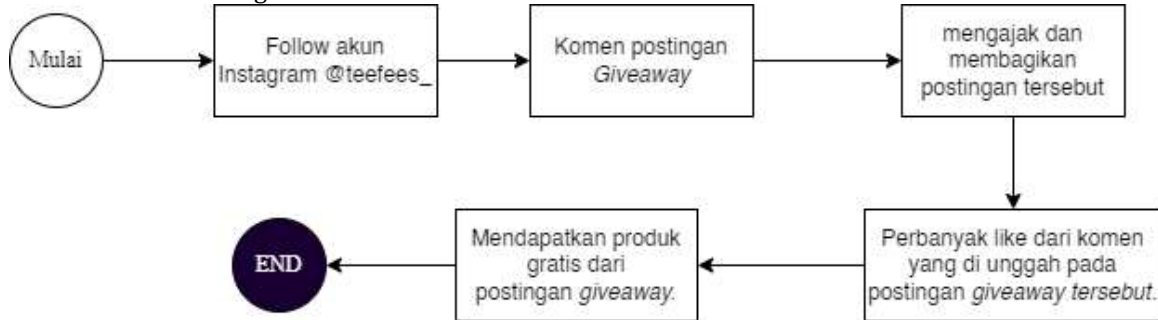 Mulai
Follow akun
Instagram @teefees_
Komen postingan
Giveaway
mengajak dan
membagikan
postingan tersebut
Perbanyak like dari komen
yang di unggah pada
postingan giveaway tersebut.
Mendapatkan produk
gratis dari
postingan giveaway.
END